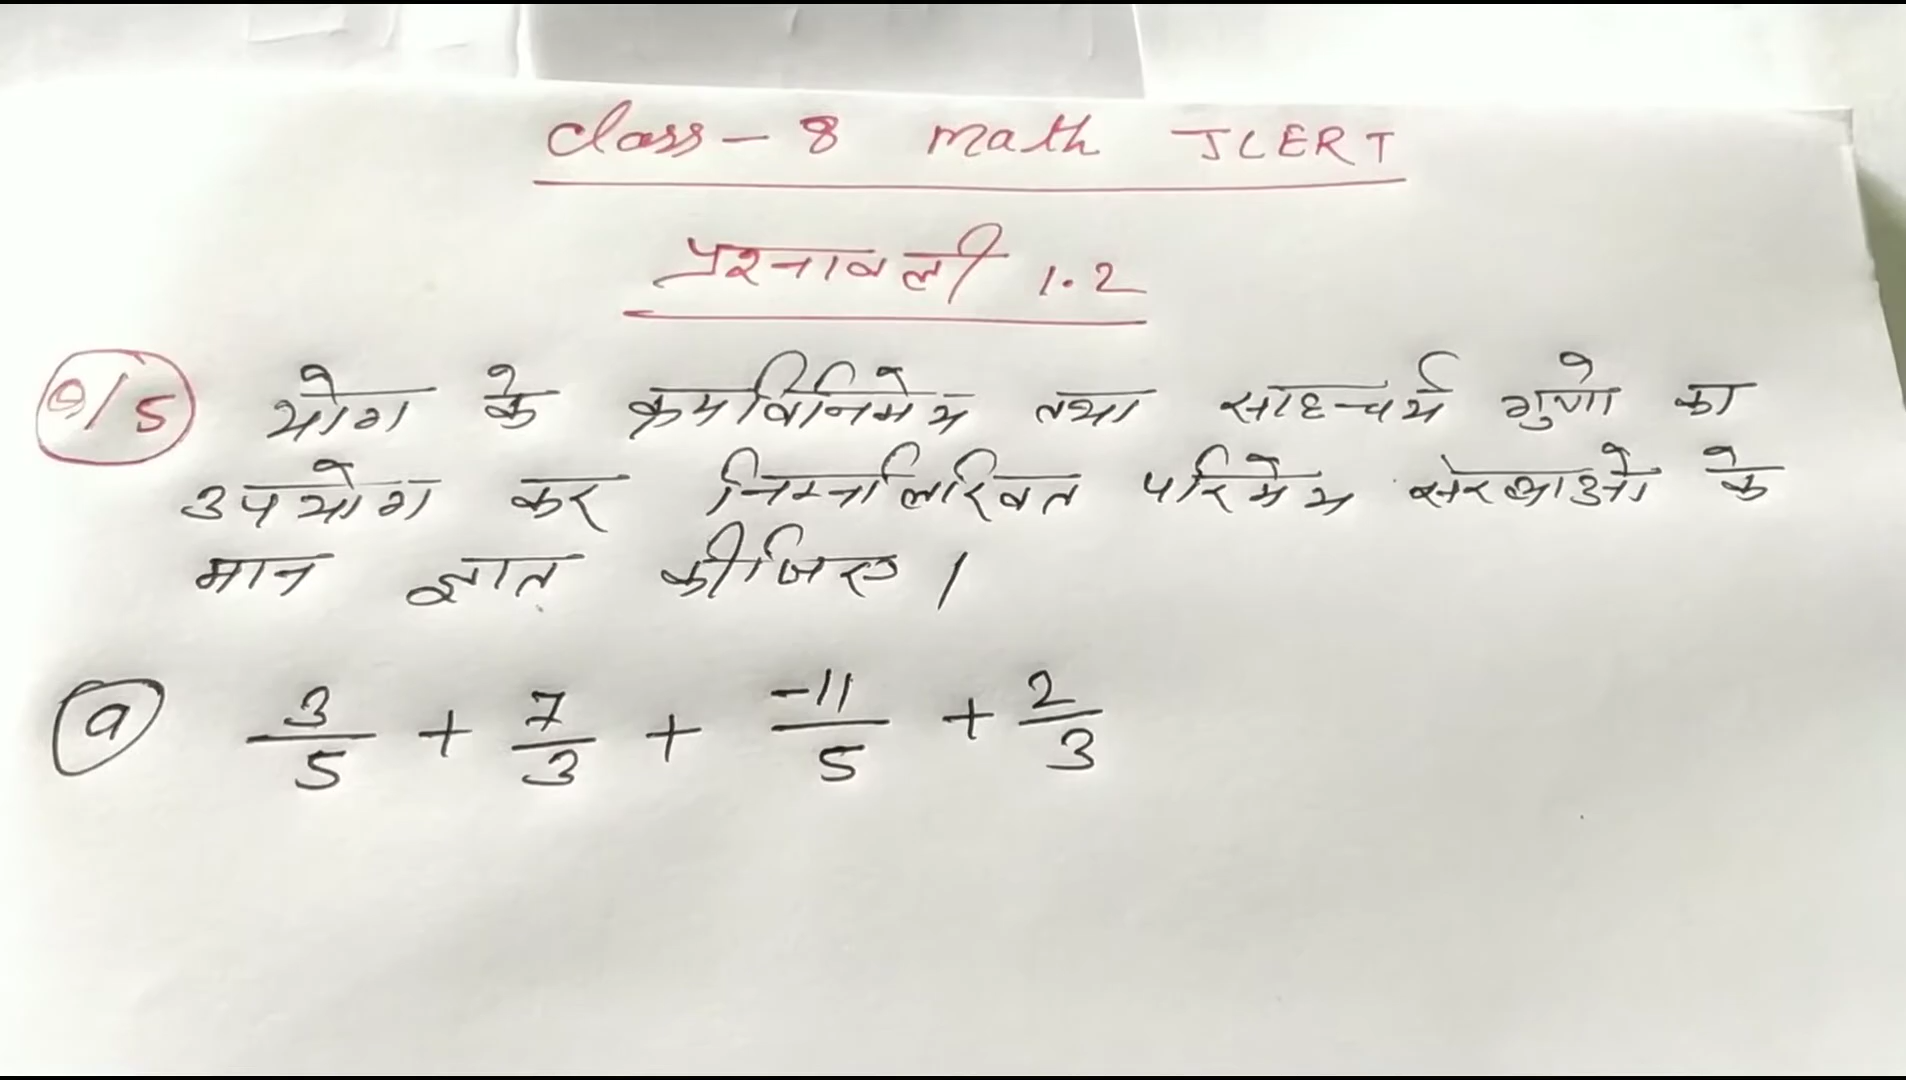 Class - 8 math JCERT
प्रश्नावली 1.2
Q/5 योग के क्रमविनिमेय तथा साहचर्य गुणो का
उपयोग कर निम्नलिखित परिमेय संख्याओ के
मान ज्ञात कीजिए ।
a 3/5 + 7/3 + -11/5 + 2/3